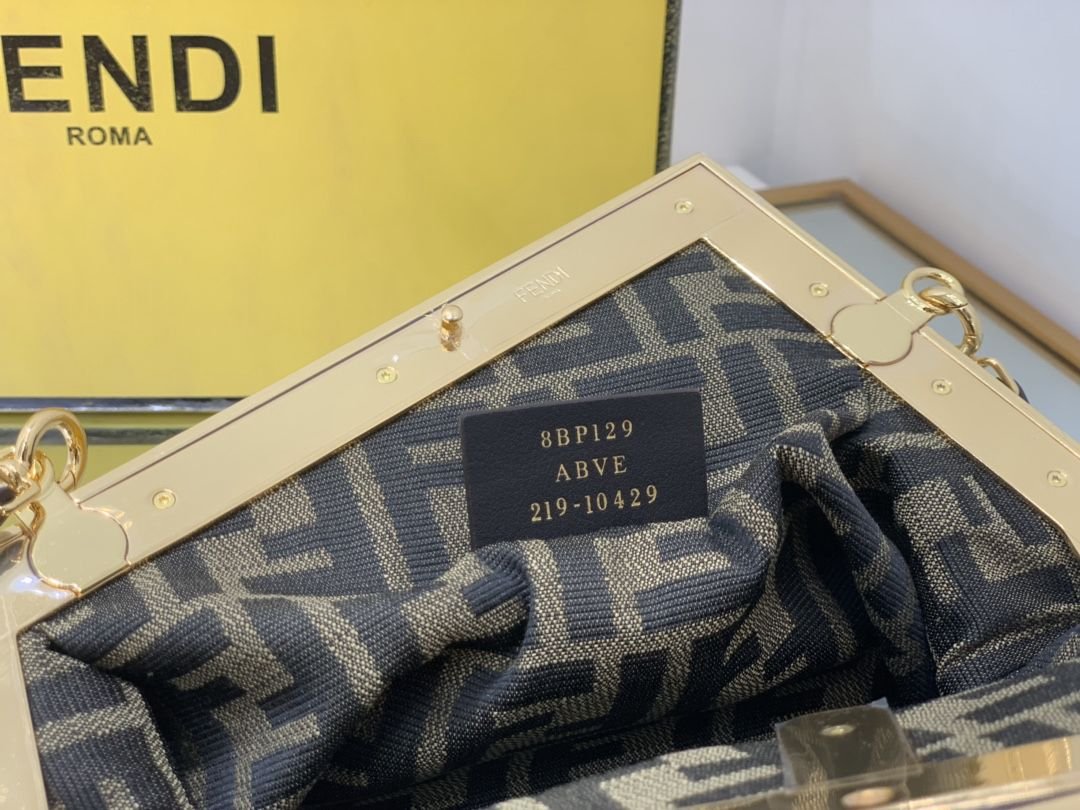 FENDI
ROMA
FENDI
8BP129
ABVE
219-10429